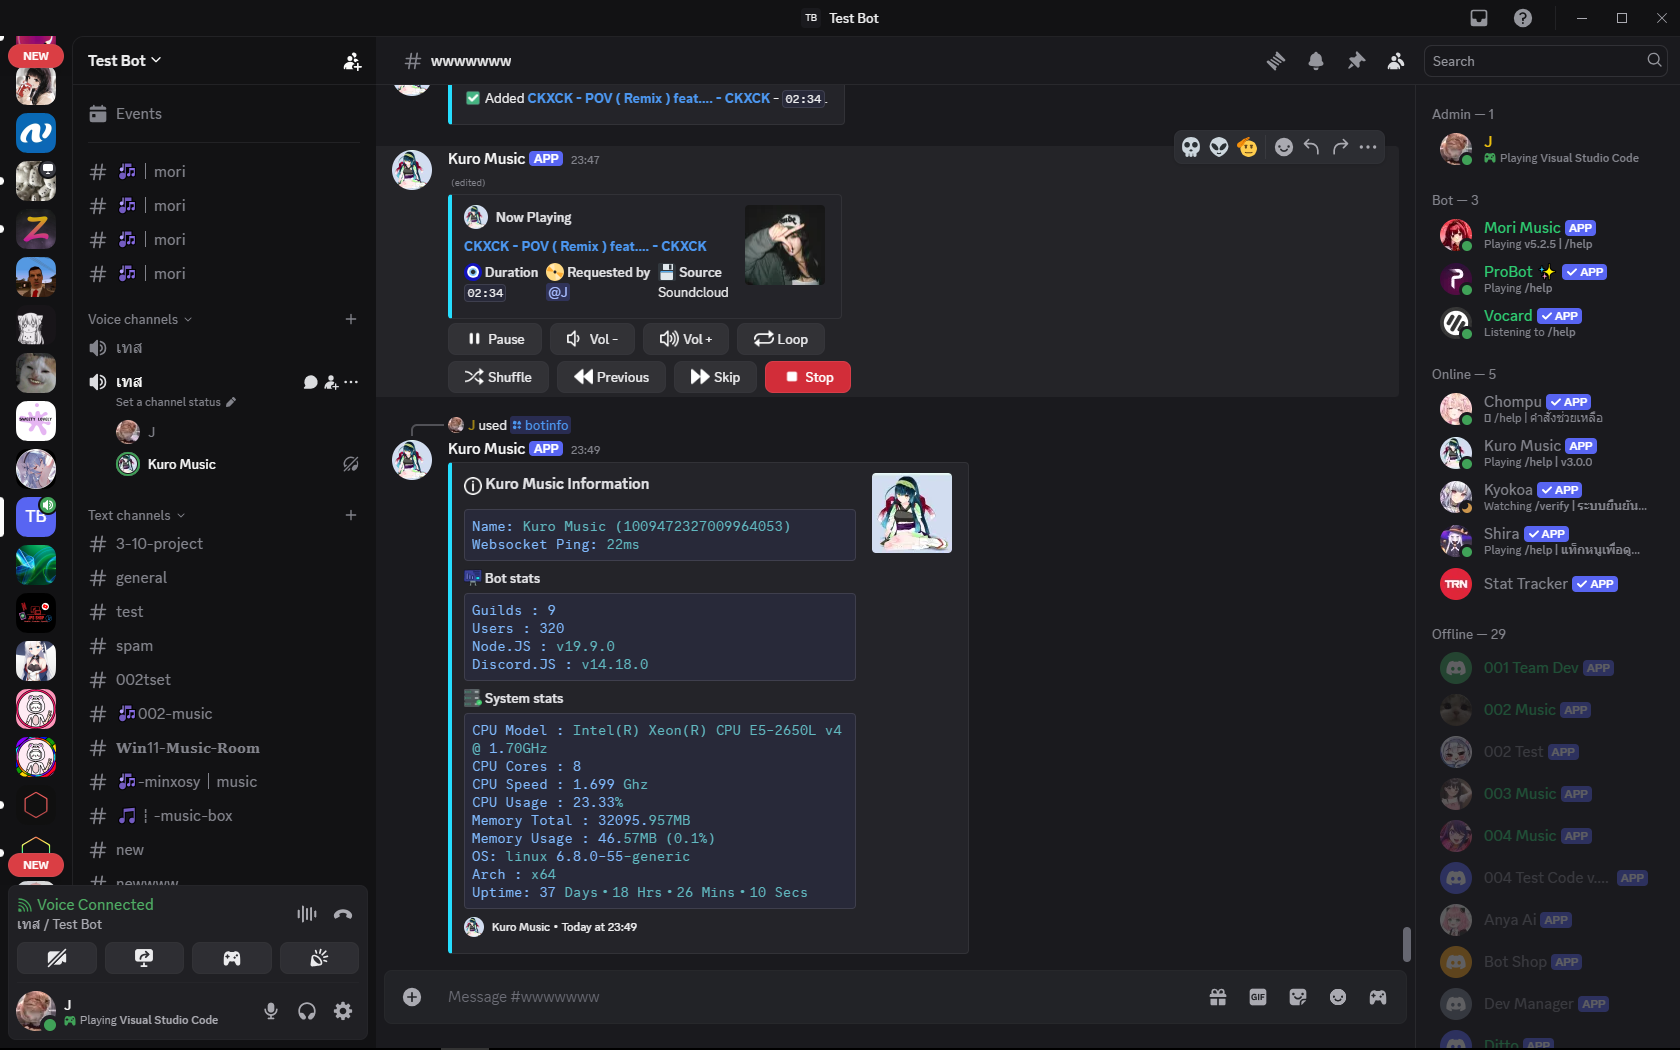 TB Test Bot
NEW
Test Bot
wwwwwww
Search
Events
🎶｜mori
🎶｜mori
🎶｜mori
🎶｜mori
Voice channels
เทส
เทส
Set a channel status
J
Kuro Music
TB
Text channels
3-10-project
general
test
spam
002tset
🎶002-music
Win11-Music-Room
🎶-minxosy｜music
🎵┆-music-box
new
newwww
NEW
Voice Connected
เทส / Test Bot
J
Playing Visual Studio Code
✅ Added CKXCK - POV ( Remix ) feat.... - CKXCK - 02:34.
Kuro Music APP 23:47
(edited)
Now Playing
CKXCK - POV ( Remix ) feat.... - CKXCK
Duration Requested by Source
02:34 @J Soundcloud
Pause Vol - Vol + Loop
Shuffle Previous Skip Stop
J used botinfo
Kuro Music APP 23:49
Kuro Music Information
Name: Kuro Music (1009472327009964053)
Websocket Ping: 22ms
Bot stats
Guilds : 9
Users : 320
Node.JS : v19.9.0
Discord.JS : v14.18.0
System stats
CPU Model : Intel(R) Xeon(R) CPU E5-2650L v4
@ 1.70GHz
CPU Cores : 8
CPU Speed : 1.699 Ghz
CPU Usage : 23.33%
Memory Total : 32095.957MB
Memory Usage : 46.57MB (0.1%)
OS: linux 6.8.0-55-generic
Arch : x64
Uptime: 37 Days•18 Hrs•26 Mins•10 Secs
Kuro Music • Today at 23:49
Message #wwwwwww
GIF
Admin — 1
J
Playing Visual Studio Code
Bot — 3
Mori Music APP
Playing v5.2.5 | /help
ProBot ✨ ✓ APP
Playing /help
Vocard ✓ APP
Listening to /help
Online — 5
Chompu ✓ APP
/help | คำสั่งช่วยเหลือ
Kuro Music APP
Playing /help | v3.0.0
Kyokoa ✓ APP
Watching /verify | ระบบยืนยัน...
Shira ✓ APP
Playing /help | แท็กหนูเพื่อดู...
TRN Stat Tracker ✓ APP
Offline — 29
001 Team Dev APP
002 Music APP
002 Test APP
003 Music APP
004 Music APP
004 Test Code v.... APP
Anya Ai APP
Bot Shop APP
Dev Manager APP
Ditto APP